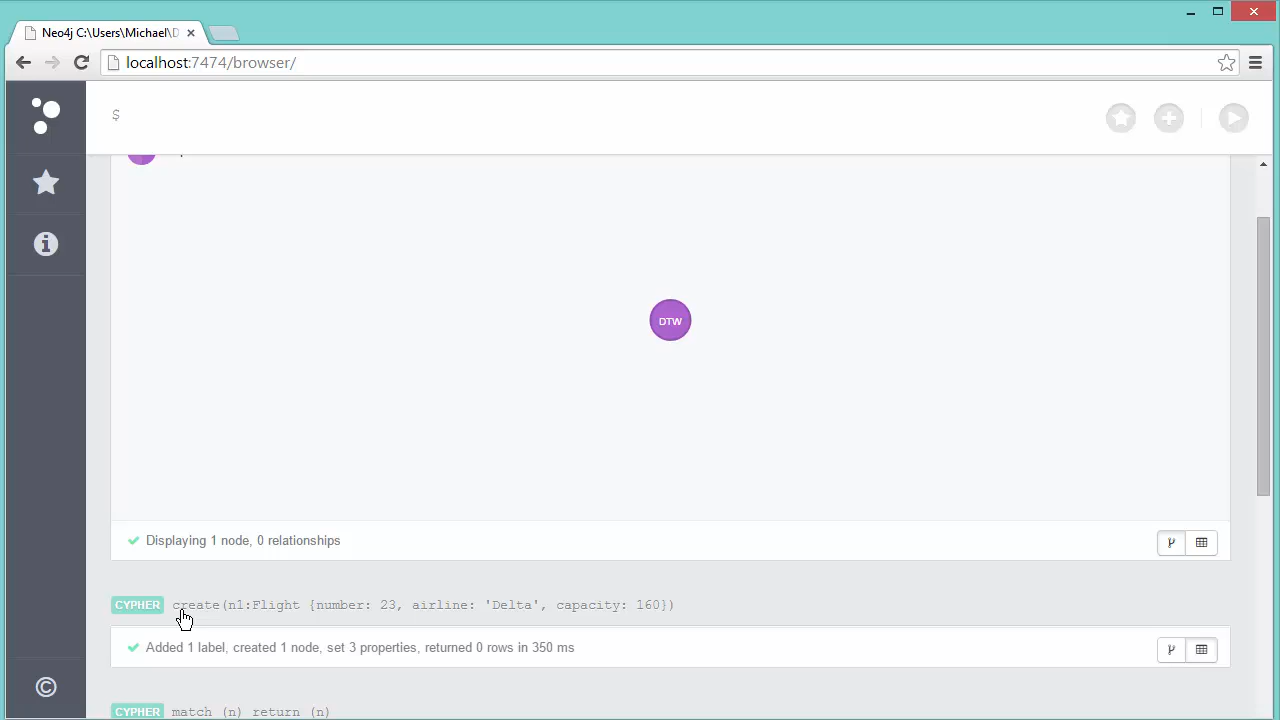 Neo4j C:\Users\Michael\D
localhost:7474/browser/
$
DTW
Displaying 1 node, 0 relationships
CYPHER create(n1:Flight {number: 23, airline: 'Delta', capacity: 160})
Added 1 label, created 1 node, set 3 properties, returned 0 rows in 350 ms
CYPHER match (n) return (n)